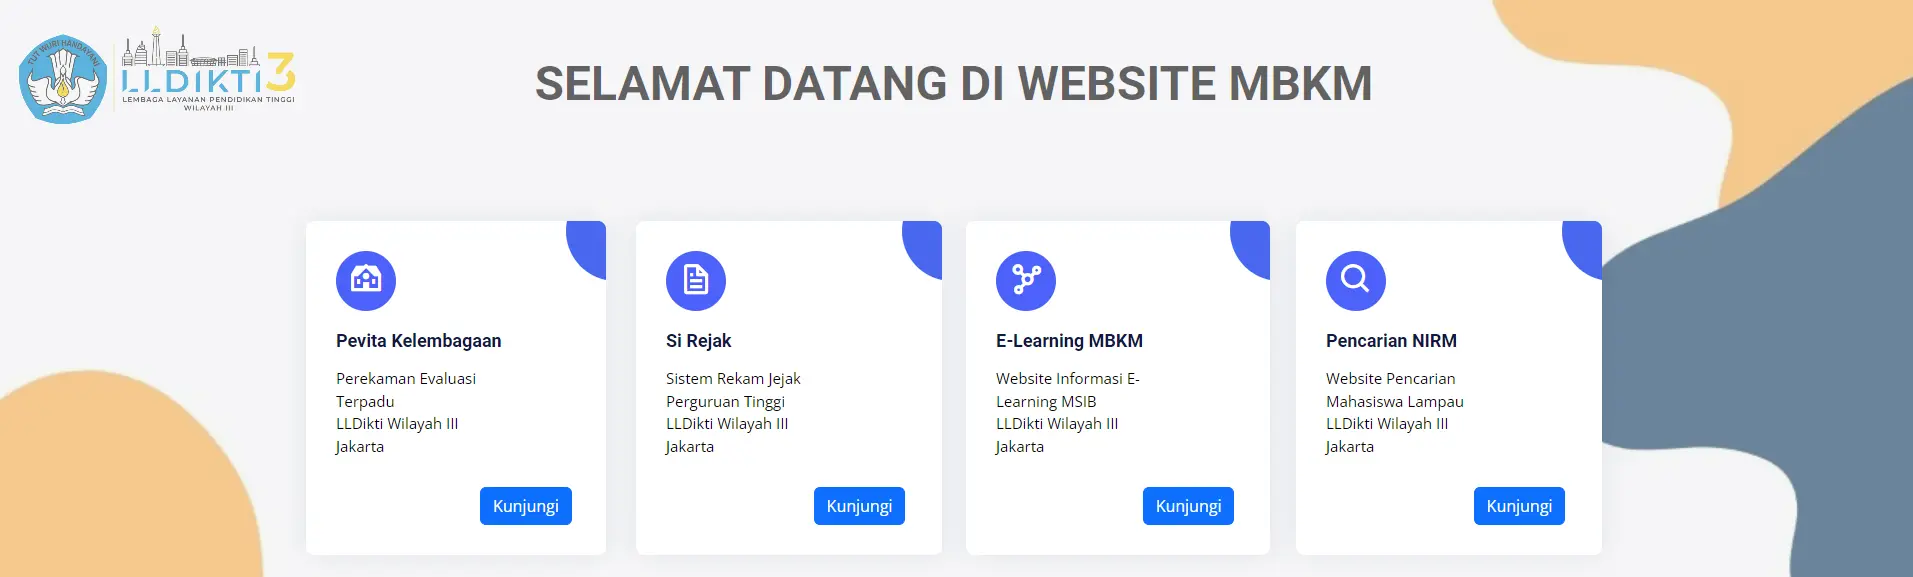 TUT WURI HANDAYANI
LLDIKTI 3
LEMBAGA LAYANAN PENDIDIKAN TINGGI
WILAYAH III
SELAMAT DATANG DI WEBSITE MBKM
Pevita Kelembagaan
Perekaman Evaluasi
Terpadu
LLDikti Wilayah III
Jakarta
Kunjungi
Si Rejak
Sistem Rekam Jejak
Perguruan Tinggi
LLDikti Wilayah III
Jakarta
Kunjungi
E-Learning MBKM
Website Informasi E-
Learning MSIB
LLDikti Wilayah III
Jakarta
Kunjungi
Pencarian NIRM
Website Pencarian
Mahasiswa Lampau
LLDikti Wilayah III
Jakarta
Kunjungi